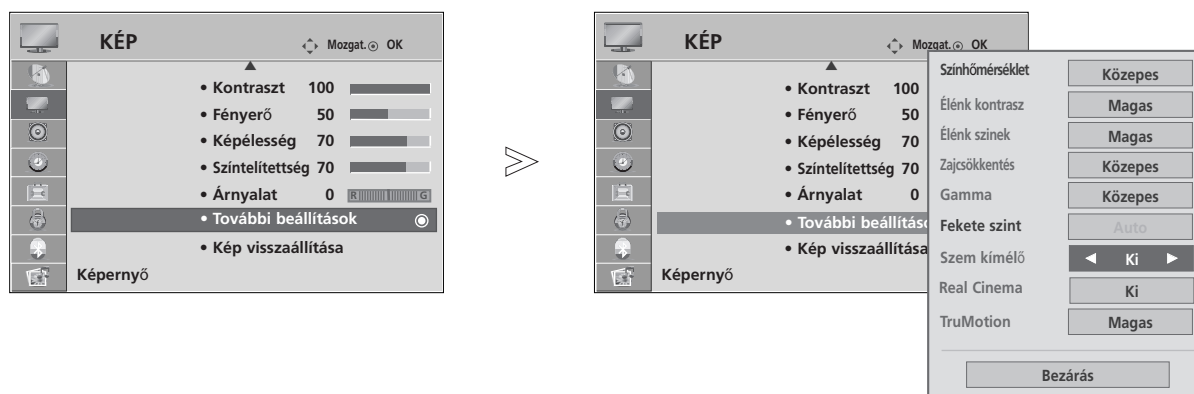 KÉP
Mozgat. OK
• Kontraszt 100
• Fényerő 50
• Képélesség 70
• Színtelítettség 70
• Árnyalat 0 R G
• További beállítások
• Kép visszaállítása
Képernyő
KÉP
Mozgat. OK
• Kontraszt 100
• Fényerő 50
• Képélesség 70
• Színtelítettség 70
• Árnyalat 0
• További beállításo
• Kép visszaállítása
Képernyő
Színhőmérséklet Közepes
Élénk kontrasz Magas
Élénk szinek Magas
Zajcsökkentés Közepes
Gamma Közepes
Fekete szint Auto
Szem kímélő ◄ Ki ►
Real Cinema Ki
TruMotion Magas
Bezárás